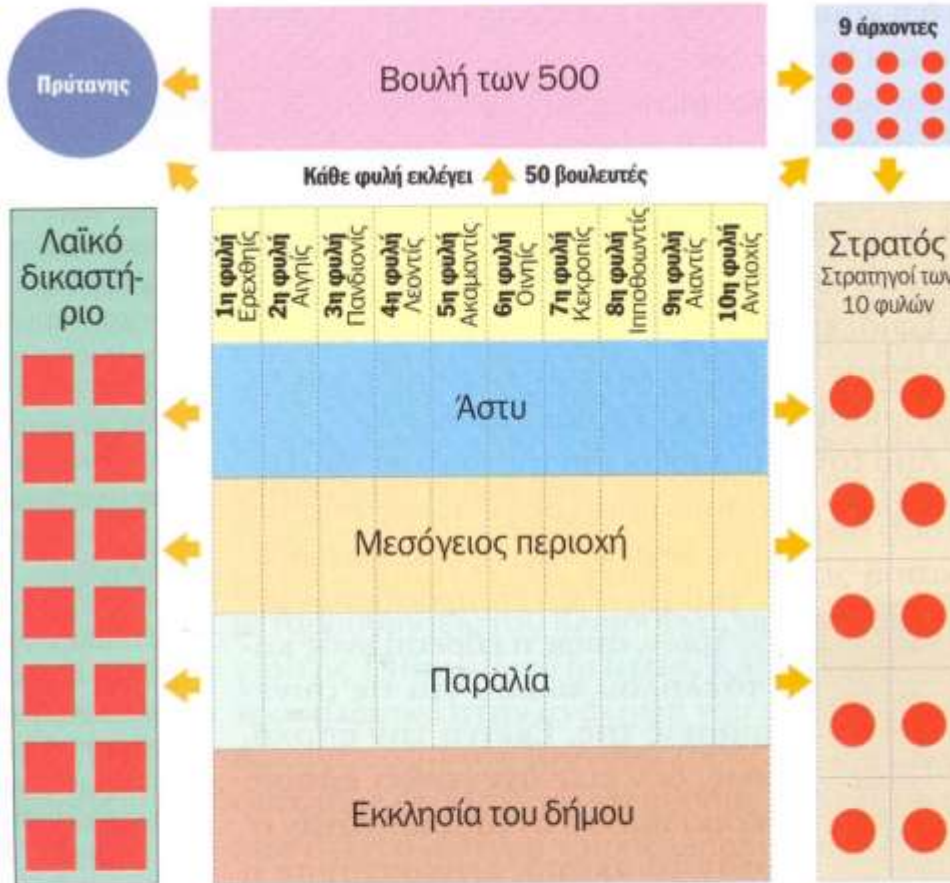 Πρύτανης
Βουλή των 500
9 άρχοντες
Κάθε φυλή εκλέγει 50 βουλευτές
Λαϊκό
δικαστή-
ριο
1η φυλή
Ερεχθηίς
2η φυλή
Αιγηίς
3η φυλή
Πανδιονίς
4η φυλή
Λεοντίς
5η φυλή
Ακαμαντίς
6η φυλή
Οινηίς
7η φυλή
Κεκροπίς
8η φυλή
Ιπποθοωντίς
9η φυλή
Αιαντίς
10η φυλή
Αντιοχίς
Στρατός
Στρατηγοί των
10 φυλών
Άστυ
Μεσόγειος περιοχή
Παραλία
Εκκλησία του δήμου